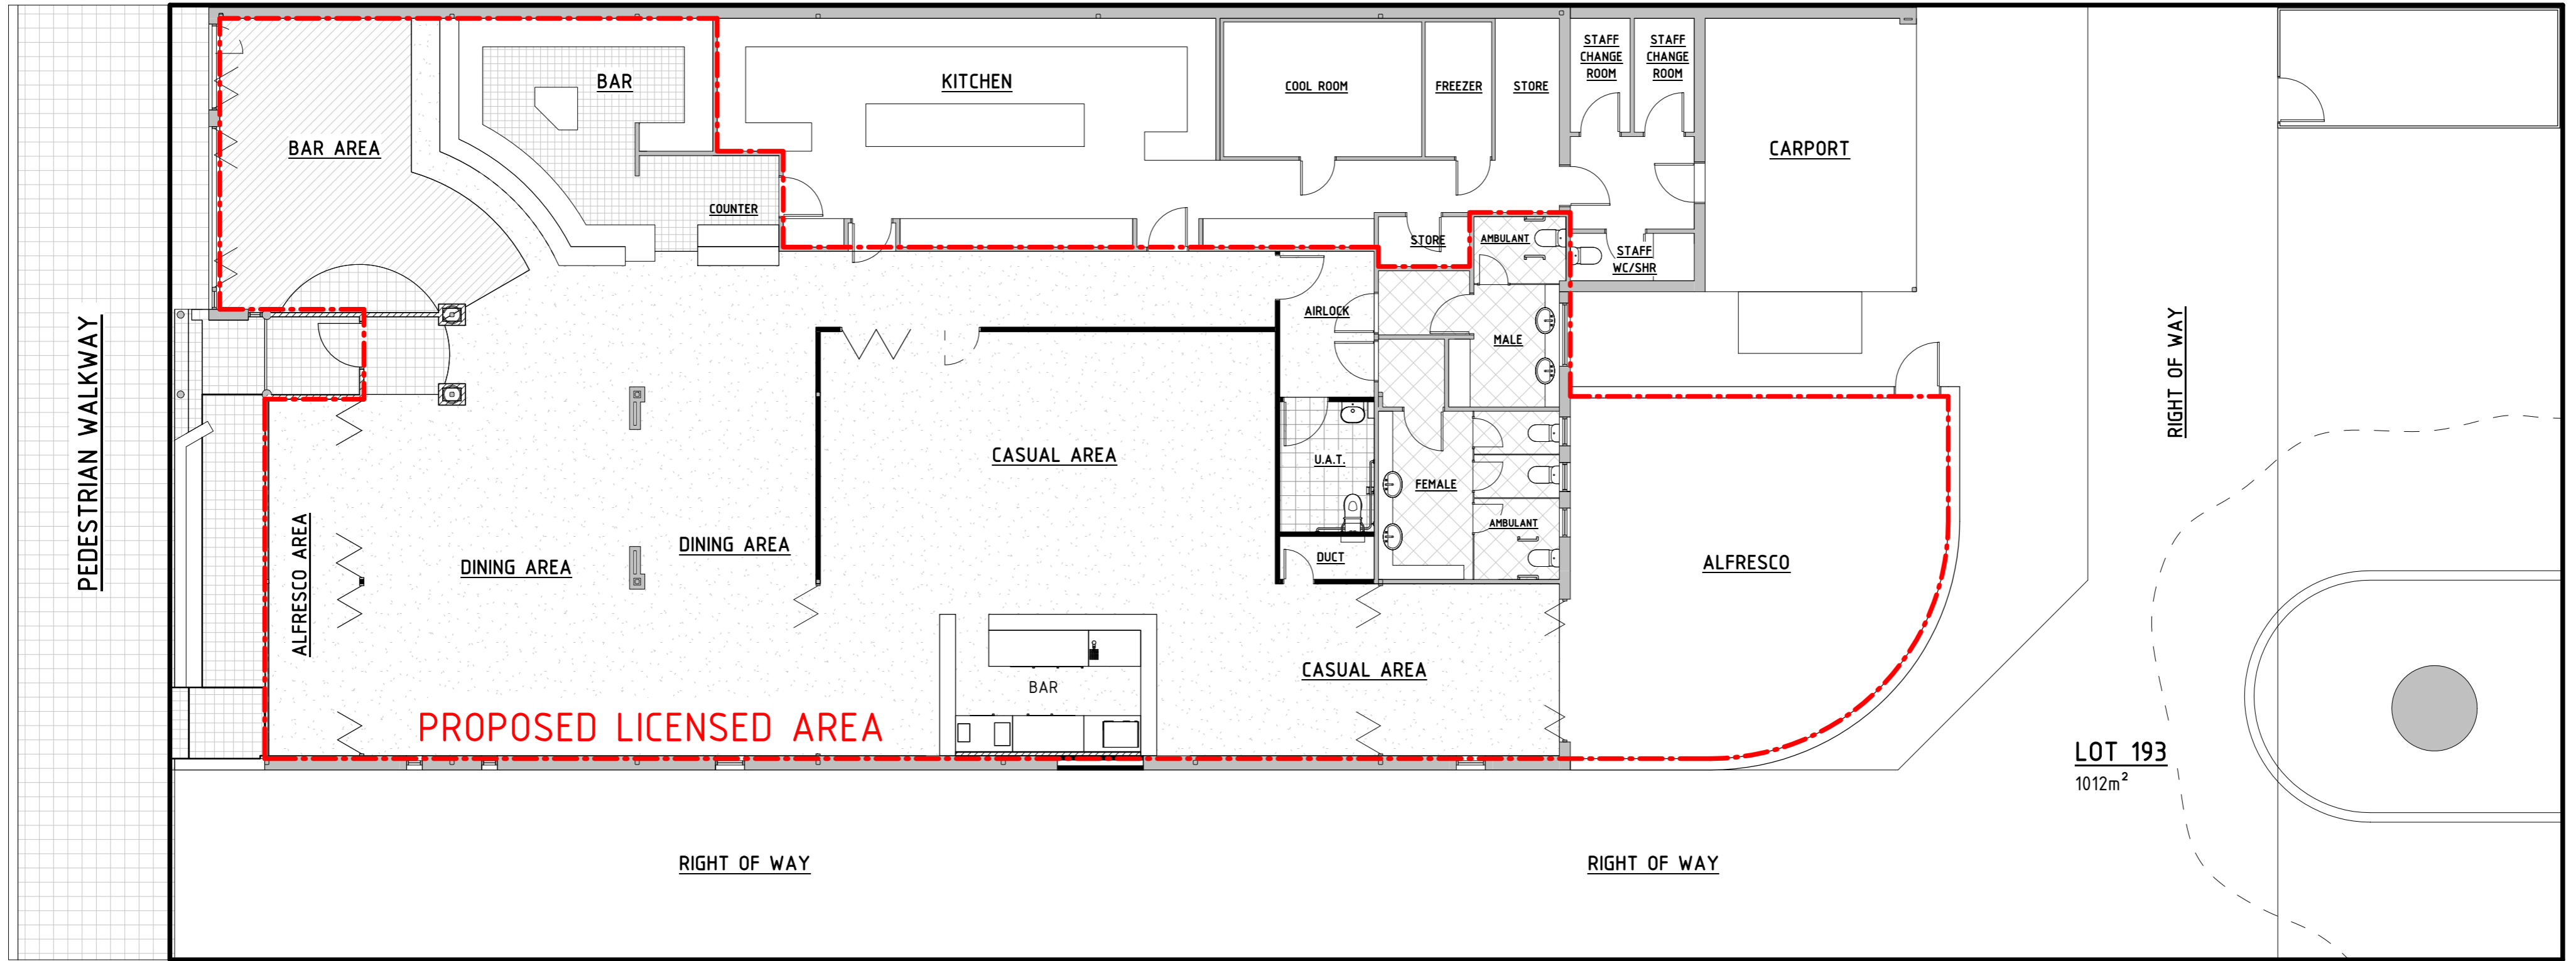 STAFF
CHANGE
ROOM
STAFF
CHANGE
ROOM
BAR
KITCHEN
COOL ROOM
FREEZER
STORE
BAR AREA
CARPORT
COUNTER
STORE
AMBULANT
STAFF
WC/SHR
AIRLOCK
MALE
PEDESTRIAN WALKWAY
RIGHT OF WAY
CASUAL AREA
U.A.T.
FEMALE
AMBULANT
ALFRESCO AREA
DINING AREA
DINING AREA
DUCT
ALFRESCO
CASUAL AREA
BAR
PROPOSED LICENSED AREA
LOT 193
1012m²
RIGHT OF WAY
RIGHT OF WAY